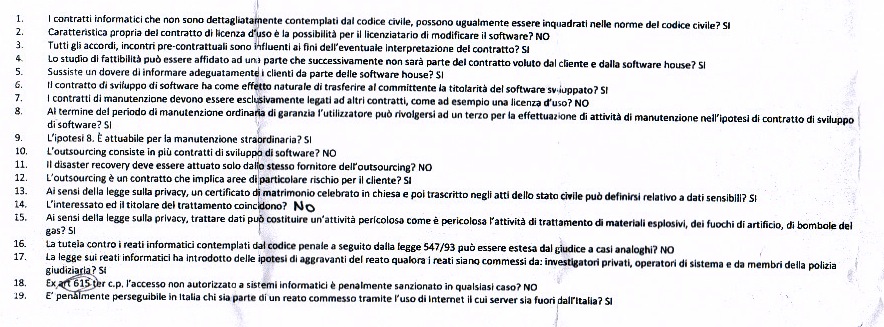 1. I contratti informatici che non sono dettagliatamente contemplati dal codice civile, possono ugualmente essere inquadrati nelle norme del codice civile? SI
2. Caratteristica propria del contratto di licenza d'uso è la possibilità per il licenziatario di modificare il software? NO
3. Tutti gli accordi, incontri pre-contrattuali sono influenti ai fini dell'eventuale interpretazione del contratto? SI
4. Lo studio di fattibilità può essere affidato ad una parte che successivamente non sarà parte del contratto voluto dal cliente e dalla software house? SI
5. Sussiste un dovere di informare adeguatamente i clienti da parte delle software house? SI
6. Il contratto di sviluppo di software ha come effetto naturale di trasferire al committente la titolarità del software sviluppato? SI
7. I contratti di manutenzione devono essere esclusivamente legati ad altri contratti, come ad esempio una licenza d'uso? NO
8. Al termine del periodo di manutenzione ordinaria di garanzia l'utilizzatore può rivolgersi ad un terzo per la effettuazione di attività di manutenzione nell'ipotesi di contratto di sviluppo
di software? SI
9. L'ipotesi 8. È attuabile per la manutenzione straordinaria? SI
10. L'outsourcing consiste in più contratti di sviluppo di software? NO
11. Il disaster recovery deve essere attuato solo dallo stesso fornitore dell'outsourcing? NO
12. L'outsourcing è un contratto che implica aree di particolare rischio per il cliente? SI
13. Ai sensi della legge sulla privacy, un certificato di matrimonio celebrato in chiesa e poi trascritto negli atti dello stato civile può definirsi relativo a dati sensibili? SI
14. L'interessato ed il titolare del trattamento coincidono? NO
15. Ai sensi della legge sulla privacy, trattare dati può costituire un'attività pericolosa come è pericolosa l'attività di trattamento di materiali esplosivi, dei fuochi di artificio, di bombole del
gas? SI
16. La tutela contro i reati informatici contemplati dal codice penale a seguito dalla legge 547/93 può essere estesa dal giudice a casi analoghi? NO
17. La legge sui reati informatici ha introdotto delle ipotesi di aggravanti del reato qualora i reati siano commessi da: investigatori privati, operatori di sistema e da membri della polizia
giudiziaria? SI
18. Ex art 615 ter c.p. l'accesso non autorizzato a sistemi informatici è penalmente sanzionato in qualsiasi caso? NO
19. E' penalmente perseguibile in Italia chi sia parte di un reato commesso tramite l'uso di Internet il cui server sia fuori dall'Italia? SI